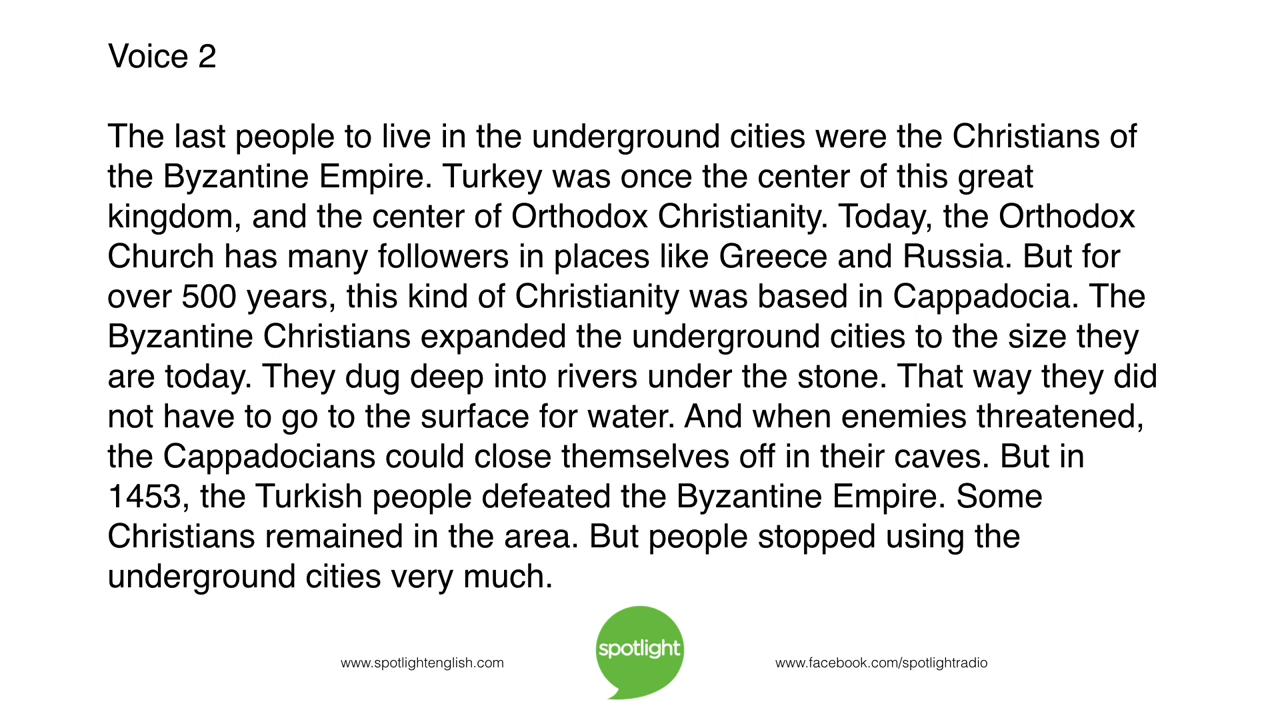 Voice 2
The last people to live in the underground cities were the Christians of
the Byzantine Empire. Turkey was once the center of this great
kingdom, and the center of Orthodox Christianity. Today, the Orthodox
Church has many followers in places like Greece and Russia. But for
over 500 years, this kind of Christianity was based in Cappadocia. The
Byzantine Christians expanded the underground cities to the size they
are today. They dug deep into rivers under the stone. That way they did
not have to go to the surface for water. And when enemies threatened,
the Cappadocians could close themselves off in their caves. But in
1453, the Turkish people defeated the Byzantine Empire. Some
Christians remained in the area. But people stopped using the
underground cities very much.
spotlight
www.spotlightenglish.com
www.facebook.com/spotlightradio